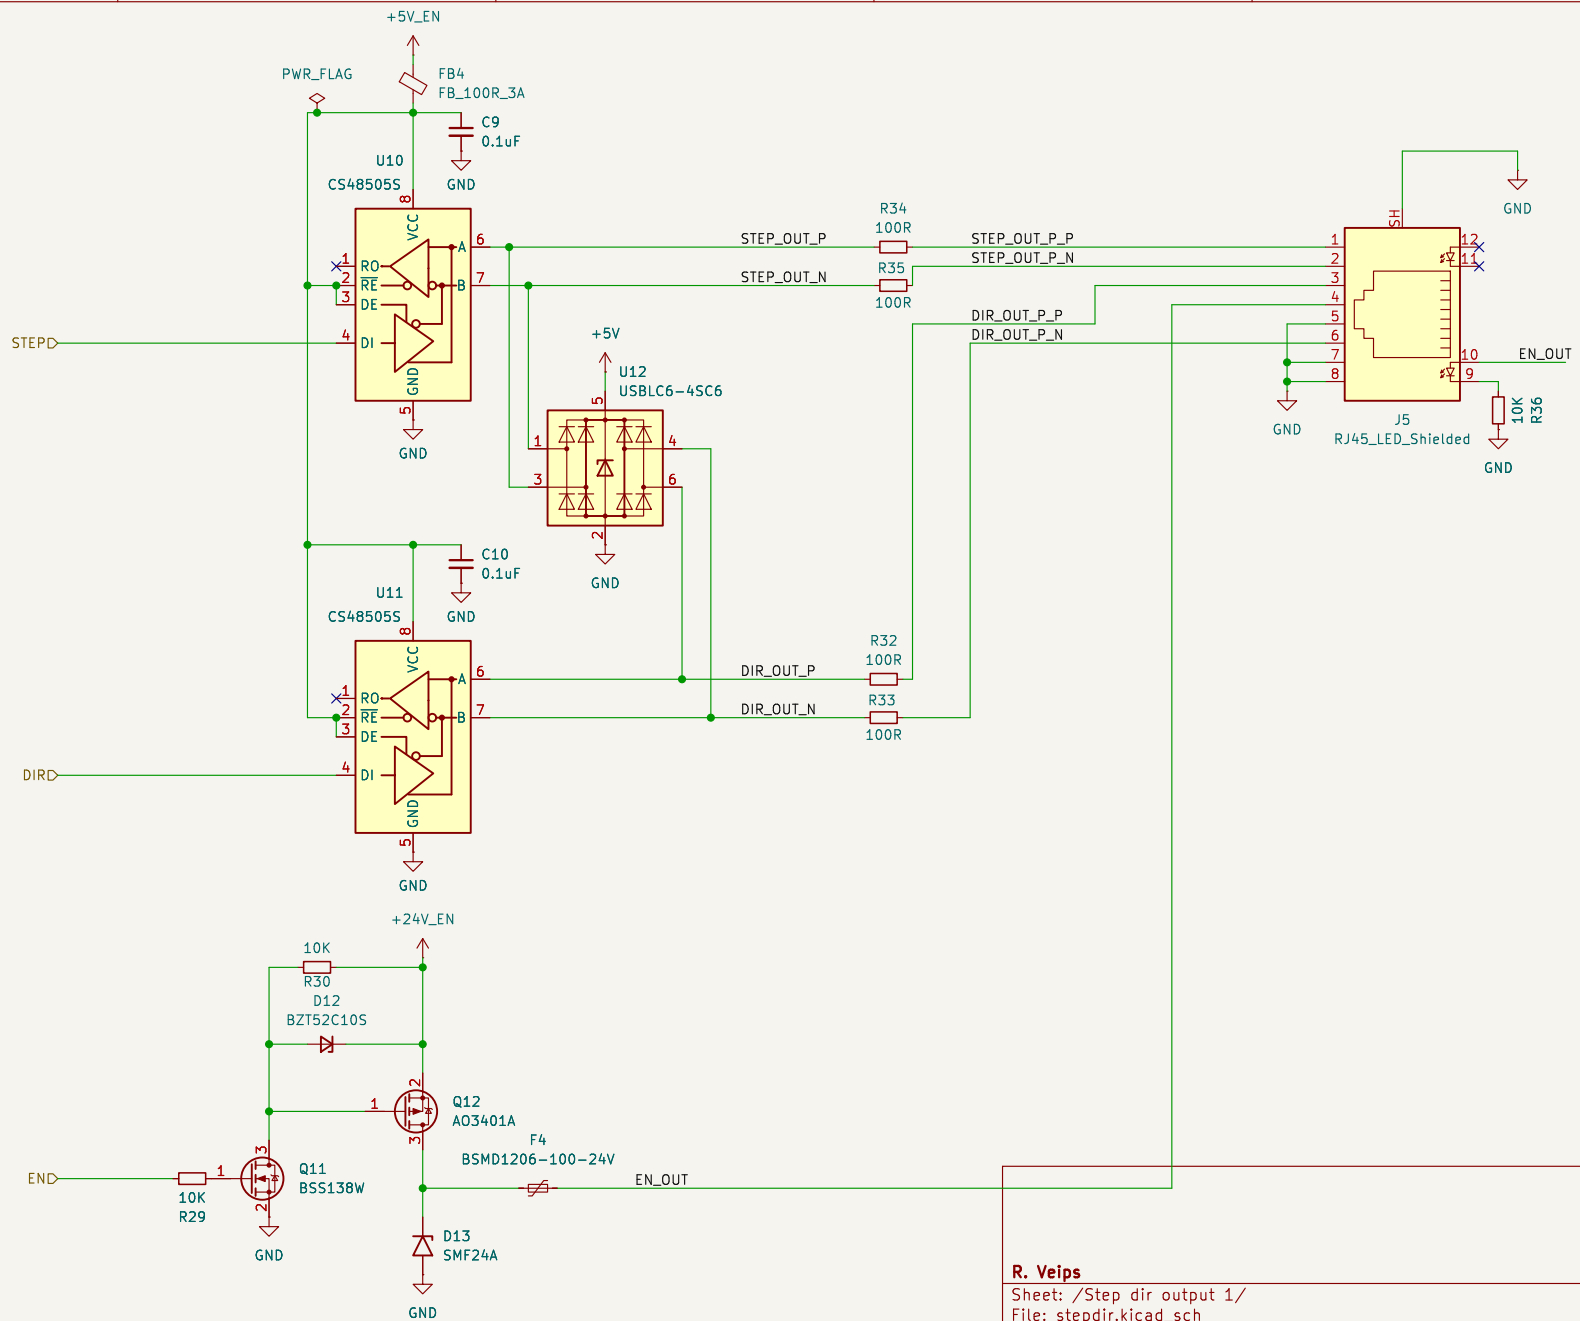 +5V_EN
PWR_FLAG
FB4
FB_100R_3A
C9
0.1uF
GND
U10
CS48505S
8
VCC
1
RO
2
RE
3
DE
4
DI
6
A
7
B
GND
5
GND
STEP
STEP_OUT_P
STEP_OUT_N
R34
100R
R35
100R
STEP_OUT_P_P
STEP_OUT_P_N
DIR_OUT_P_P
DIR_OUT_P_N
GND
SH
1
2
3
4
5
6
7
8
12
11
10
9
EN_OUT
J5
RJ45_LED_Shielded
GND
10K
R36
GND
+5V
U12
USBLC6-4SC6
5
1
3
4
6
2
GND
C10
0.1uF
GND
U11
CS48505S
8
VCC
1
RO
2
RE
3
DE
4
DI
6
A
7
B
GND
5
GND
DIR
DIR_OUT_P
DIR_OUT_N
R32
100R
R33
100R
+24V_EN
10K
R30
D12
BZT52C10S
2
1
3
Q12
AO3401A
F4
BSMD1206-100-24V
EN_OUT
EN
10K
R29
1
3
2
Q11
BSS138W
GND
D13
SMF24A
GND
R. Veips
Sheet: /Step dir output 1/
File: stepdir.kicad_sch